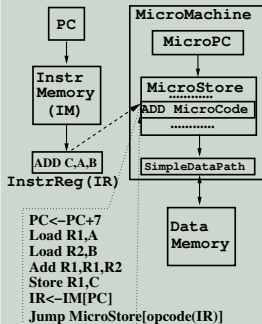 PC
Instr
Memory
(IM)
ADD C,A,B
InstrReg(IR)
MicroMachine
MicroPC
MicroStore
............
ADD MicroCode
............
SimpleDataPath
Data
Memory
PC<-PC+7
Load R1,A
Load R2,B
Add R1,R1,R2
Store R1,C
IR<-IM[PC]
Jump MicroStore[opcode(IR)]